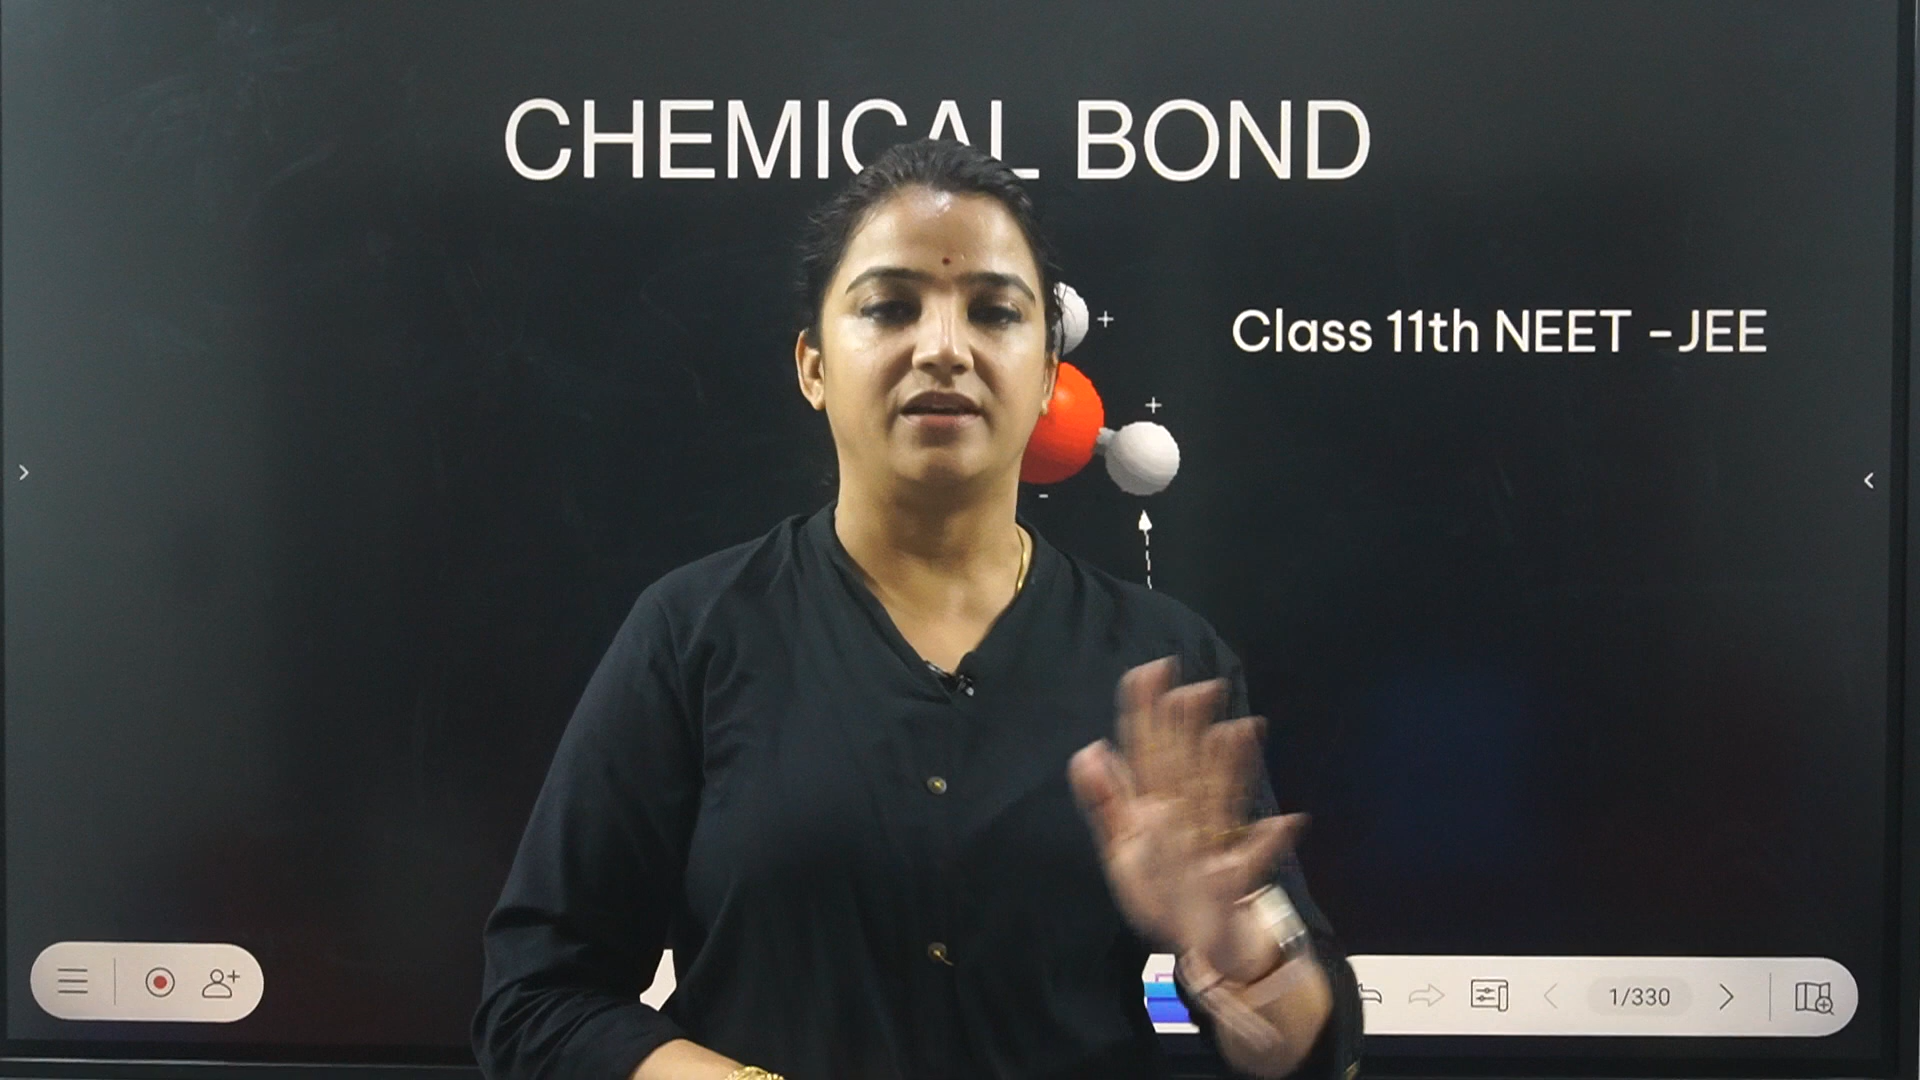 CHEMICAL BOND
Class 11th NEET -JEE
+
+
-
1/330